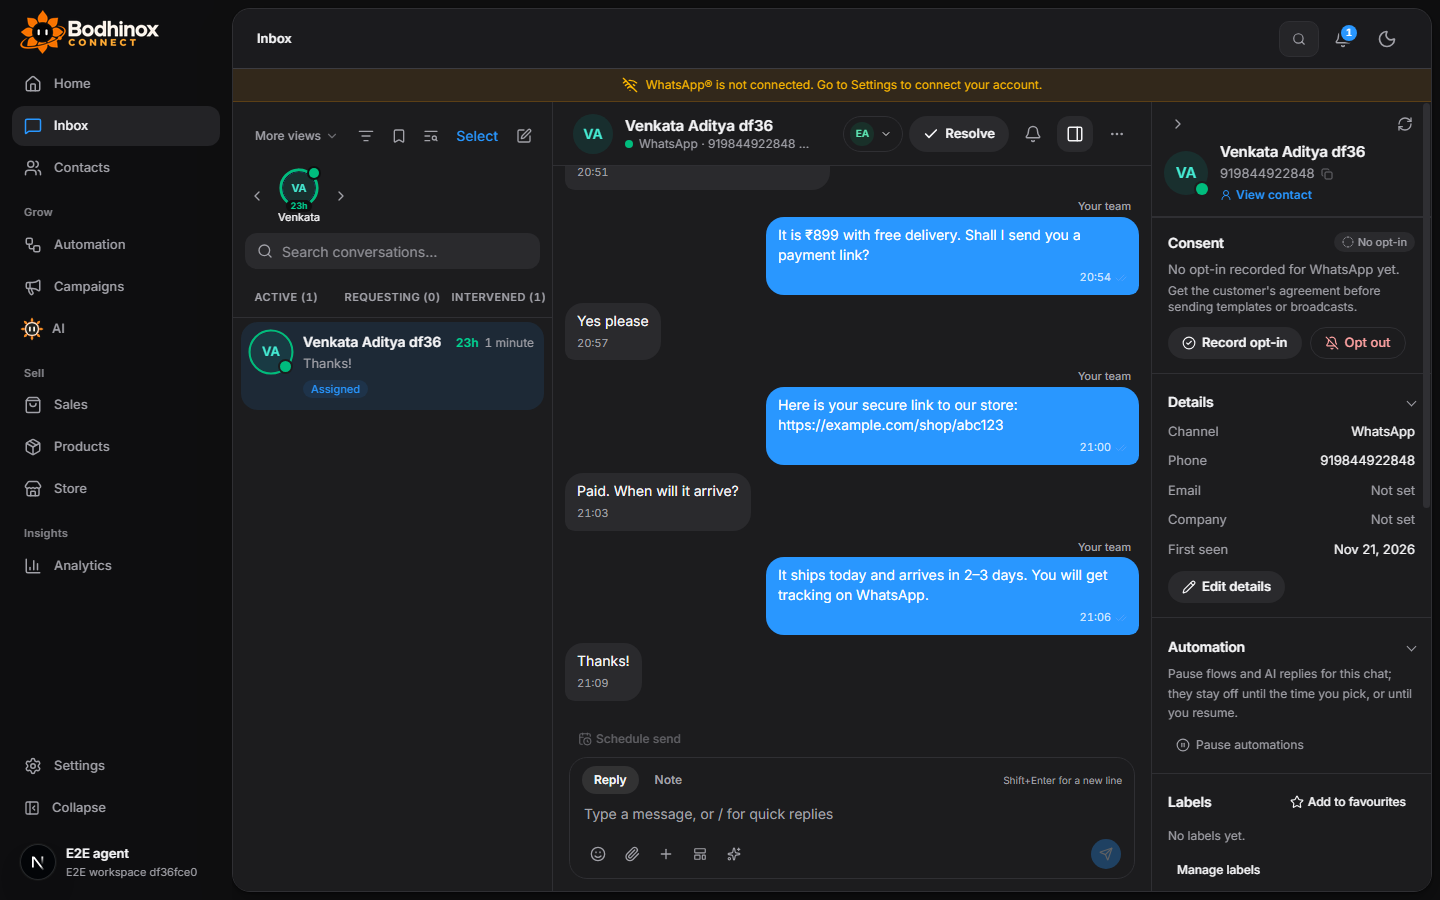 Bodhinox
CONNECT
Home
Inbox
Contacts
Grow
Automation
Campaigns
AI
Sell
Sales
Products
Store
Insights
Analytics
Settings
Collapse
N
E2E agent
E2E workspace df36fce0
Inbox
1
WhatsApp® is not connected. Go to Settings to connect your account.
More views
Select
VA
23h
Venkata
Search conversations...
ACTIVE (1) REQUESTING (0) INTERVENED (1)
VA
Venkata Aditya df36 23h 1 minute
Thanks!
Assigned
VA
Venkata Aditya df36
WhatsApp · 919844922848 ...
EA
Resolve
20:51
Your team
It is ₹899 with free delivery. Shall I send you a
payment link?
20:54
Yes please
20:57
Your team
Here is your secure link to our store:
https://example.com/shop/abc123
21:00
Paid. When will it arrive?
21:03
Your team
It ships today and arrives in 2–3 days. You will get
tracking on WhatsApp.
21:06
Thanks!
21:09
Schedule send
Reply Note Shift+Enter for a new line
Type a message, or / for quick replies
VA
Venkata Aditya df36
919844922848
View contact
Consent No opt-in
No opt-in recorded for WhatsApp yet.
Get the customer's agreement before
sending templates or broadcasts.
Record opt-in Opt out
Details
Channel WhatsApp
Phone 919844922848
Email Not set
Company Not set
First seen Nov 21, 2026
Edit details
Automation
Pause flows and AI replies for this chat;
they stay off until the time you pick, or until
you resume.
Pause automations
Labels Add to favourites
No labels yet.
Manage labels